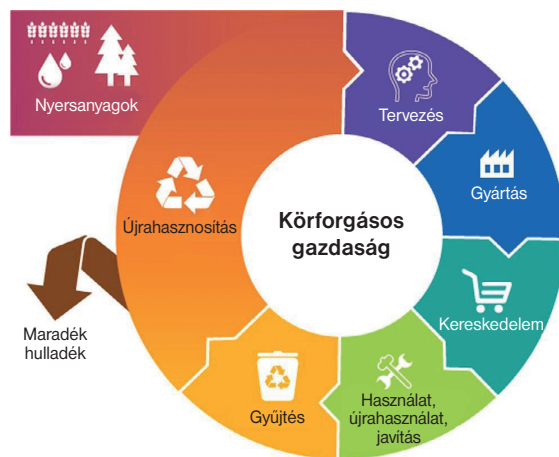 Nyersanyagok
Tervezés
Gyártás
Kereskedelem
Használat,
újrahasználat,
javítás
Gyűjtés
Újrahasznosítás
Maradék
hulladék
Körforgásos
gazdaság